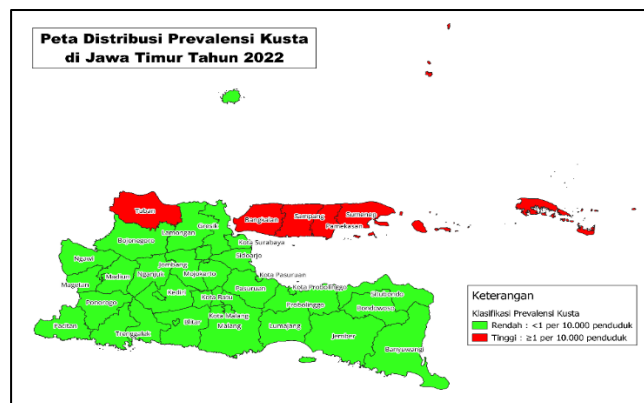 Peta Distribusi Prevalensi Kusta
di Jawa Timur Tahun 2022
Tuban
Bangkalan
Sampang
Sumenep
Pamekasan
Lamongan
Gresik
Bojonegoro
Kota Surabaya
Sidoarjo
Ngawi
Jombang
Madiun
Nganjuk
Mojokerto
Kota Pasuruan
Magetan
Kediri
Kota Batu
Pasuruan
Kota Probolinggo
Situbondo
Ponorogo
Probolinggo
Bondowoso
Pacitan
Trenggalek
Blitar
Kota Malang
Malang
Lumajang
Jember
Banyuwangi
Keterangan
Klasifikasi Prevalensi Kusta
Rendah : <1 per 10.000 penduduk
Tinggi : ≥1 per 10.000 penduduk